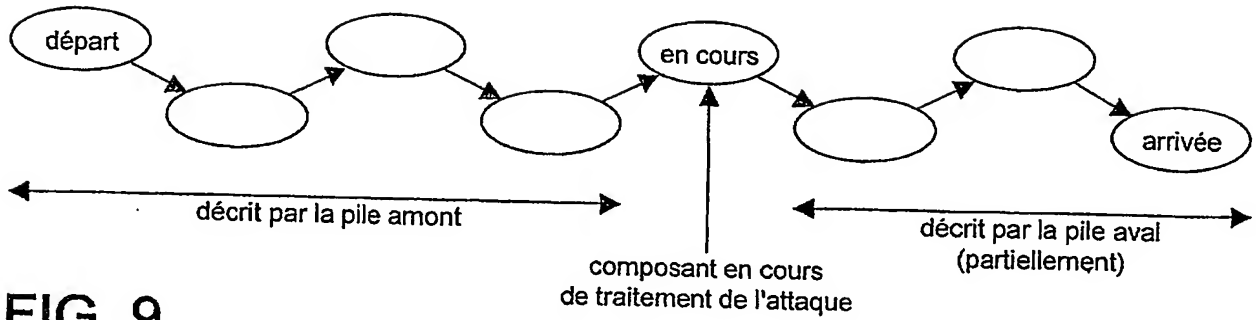 départ
en cours
arrivée
décrit par la pile amont
décrit par la pile aval
(partiellement)
composant en cours
de traitement de l'attaque
FIG. 9